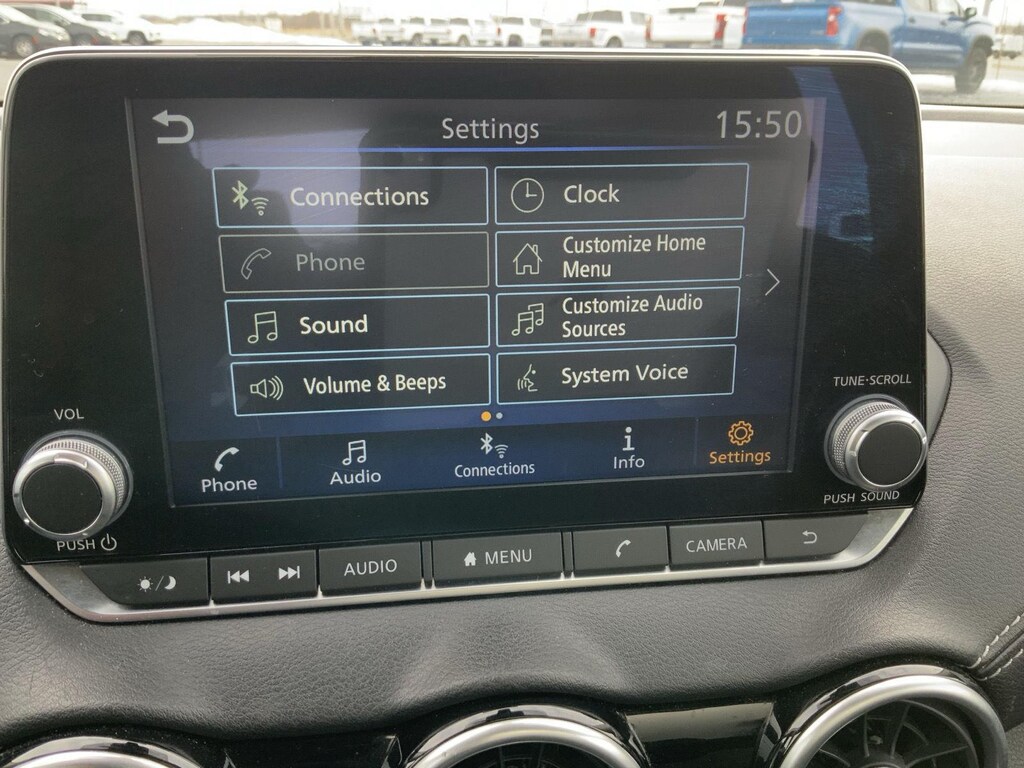 Settings
15:50
Connections
Clock
Phone
Customize Home
Menu
Sound
Customize Audio
Sources
Volume & Beeps
System Voice
Phone
Audio
Connections
Info
Settings
VOL
PUSH
TUNE·SCROLL
PUSH SOUND
AUDIO
MENU
CAMERA